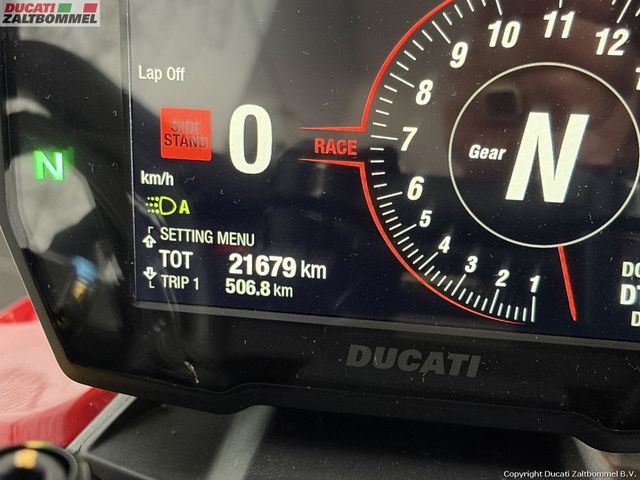 DUCATI
ZALTBOMMEL
Lap Off
SIDE
STAND
0
RACE
N
km/h
A
SETTING MENU
TOT 21679 km
TRIP 1 506.8 km
Gear N
1
2
3
4
5
6
7
8
9
10
11
12
DUCATI
Copyright Ducati Zaltbommel B.V.